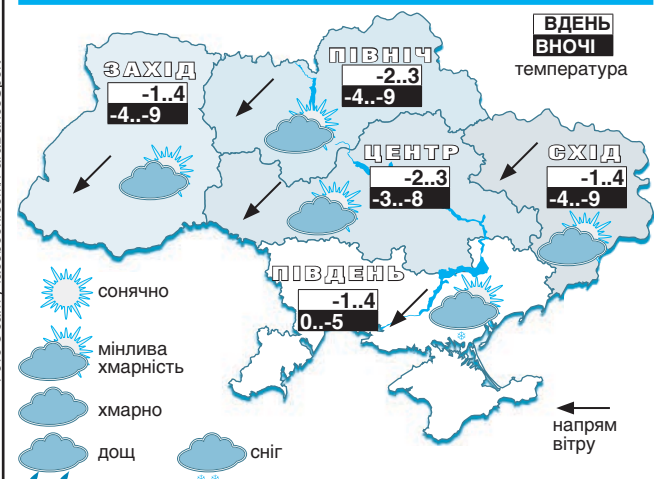 ВДЕНЬ
ВНОЧІ
температура
ЗАХІД
-1..4
-4..-9
ПІВНІЧ
-2..3
-4..-9
ЦЕНТР
-2..3
-3..-8
СХІД
-1..4
-4..-9
ПІВДЕНЬ
-1..4
0..-5
сонячно
мінлива
хмарність
хмарно
дощ
сніг
напрям
вітру